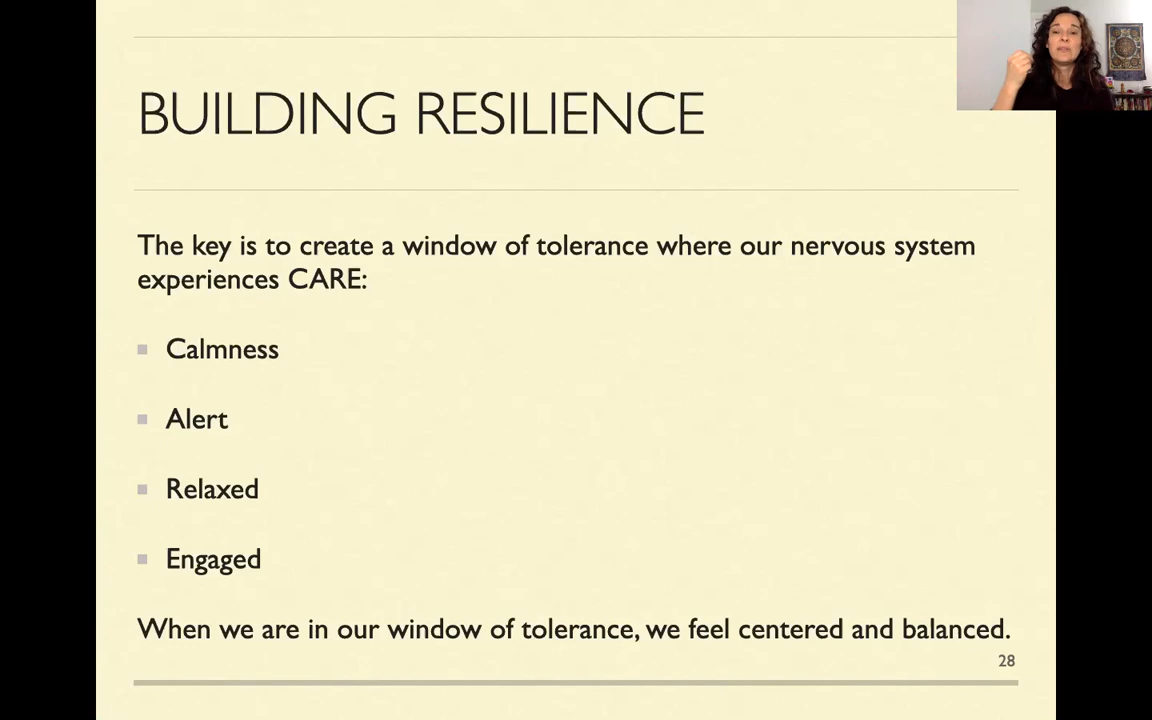 BUILDING RESILIENCE
The key is to create a window of tolerance where our nervous system
experiences CARE:
Calmness
Alert
Relaxed
Engaged
When we are in our window of tolerance, we feel centered and balanced.
28